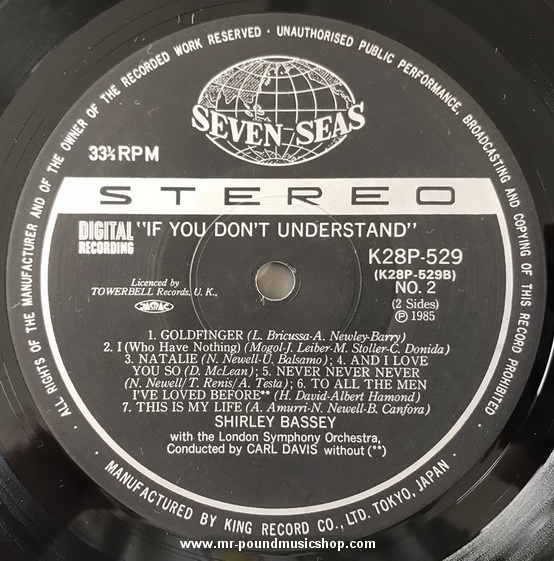 ALL RIGHTS OF THE MANUFACTURER AND OF THE OWNER OF THE RECORDED WORK RESERVED · UNAUTHORISED PUBLIC PERFORMANCE, BROADCASTING AND COPYING OF THIS RECORD PROHIBITED
SEVEN SEAS
33⅓ RPM
STEREO
DIGITAL RECORDING "IF YOU DON'T UNDERSTAND"
K28P-529
(K28P-529B)
NO. 2
(2 Sides)
Ⓟ 1985
Licenced by
TOWERBELL Records, U. K.,
JASRAC
1. GOLDFINGER (L. Bricussa-A. Newley-Barry)
2. I (Who Have Nothing) (Mogol-J. Leiber-M. Stoller-C. Donida)
3. NATALIE (N. Newell-U. Balsamo) ; 4. AND I LOVE
YOU SO (D. McLean) ; 5. NEVER NEVER NEVER
(N. Newell/T. Renis/A. Testa) ; 6. TO ALL THE MEN
I'VE LOVED BEFORE** (H. David-Albert Hamond)
7. THIS IS MY LIFE (A. Amurri-N. Newell-B. Canfora)
SHIRLEY BASSEY
with the London Symphony Orchestra,
Conducted by CARL DAVIS without (**)
· MANUFACTURED BY KING RECORD CO., LTD. TOKYO, JAPAN ·
www.mr-poundmusicshop.com